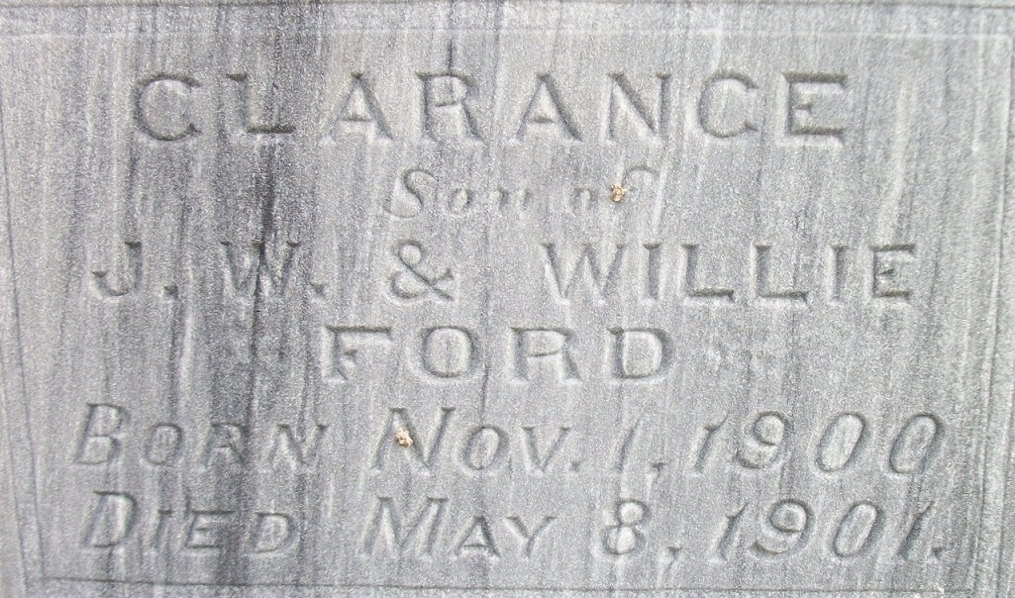 CLARANCE
Son of
J. W. & WILLIE
FORD
BORN NOV. 1, 1900
DIED MAY 8, 1901.